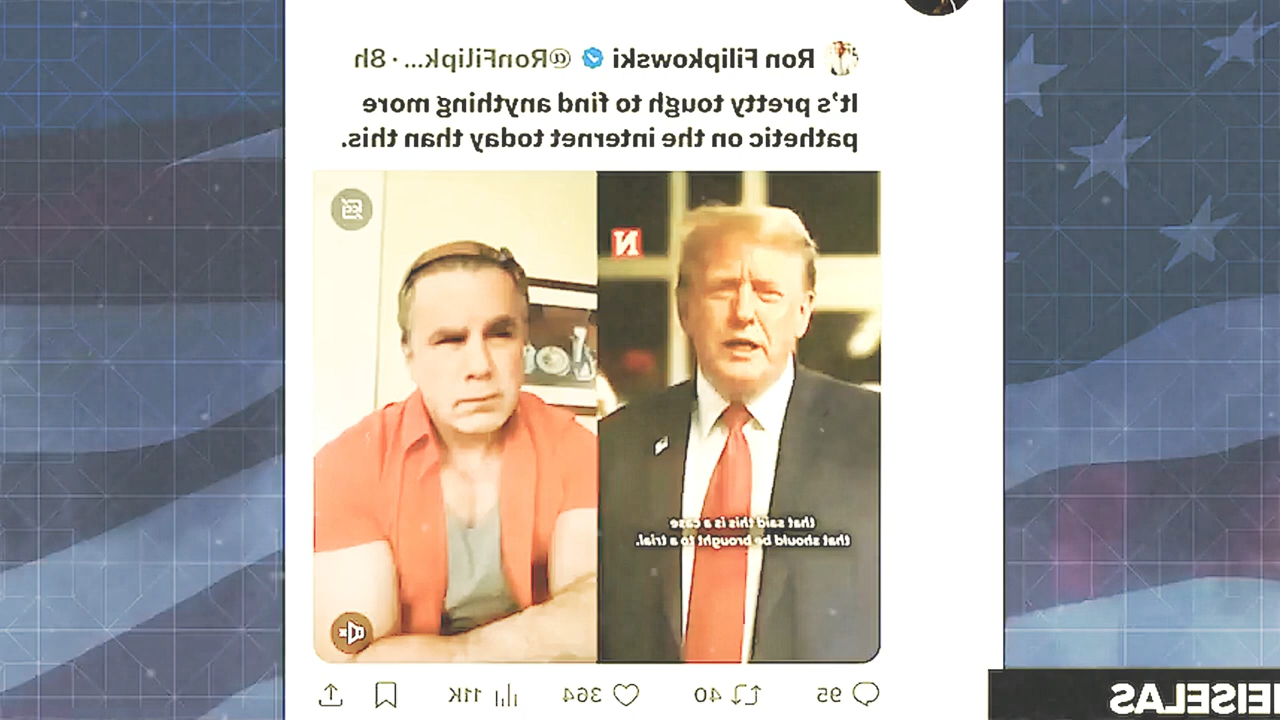 Ron Filipkowski @RonFilipk... · 8h
It's pretty tough to find anything more
pathetic on the internet today than this.
N
that said this is a case
that should be brought to a trial.
95 40 364 11K
EISELAS